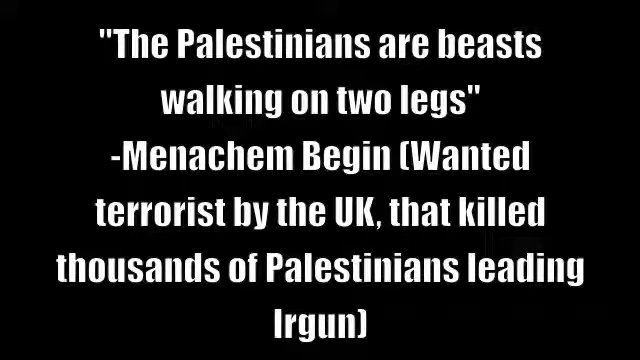 "The Palestinians are beasts
walking on two legs"
-Menachem Begin (Wanted
terrorist by the UK, that killed
thousands of Palestinians leading
Irgun)